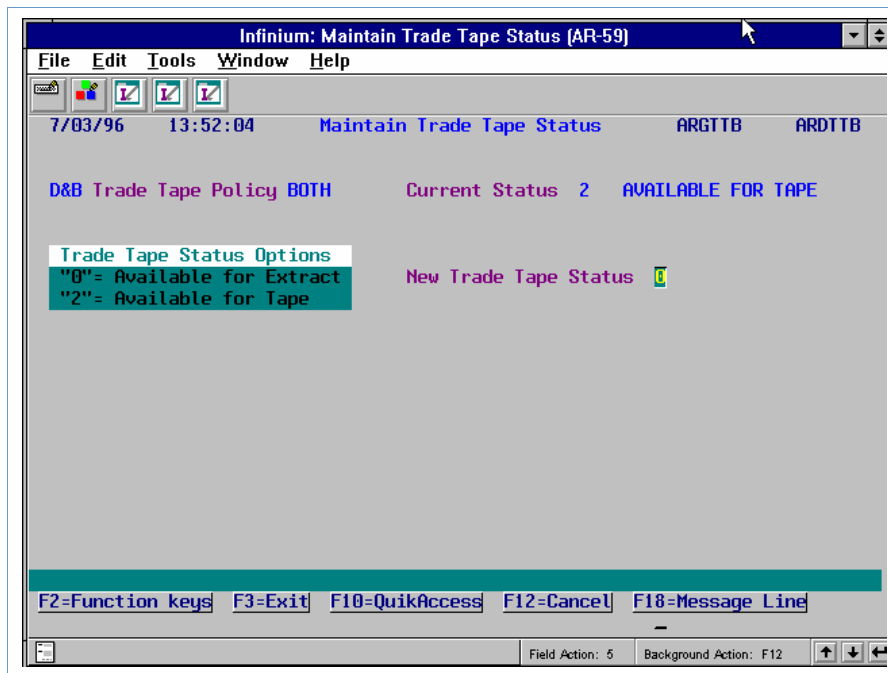 Infinium: Maintain Trade Tape Status (AR-59)
File Edit Tools Window Help
7/03/96 13:52:04 Maintain Trade Tape Status ARGTTB ARDTTB
D&B Trade Tape Policy BOTH Current Status 2 AVAILABLE FOR TAPE
Trade Tape Status Options
"0"= Available for Extract New Trade Tape Status 0
"2"= Available for Tape
F2=Function keys F3=Exit F10=QuikAccess F12=Cancel F18=Message Line
Field Action: 5 Background Action: F12